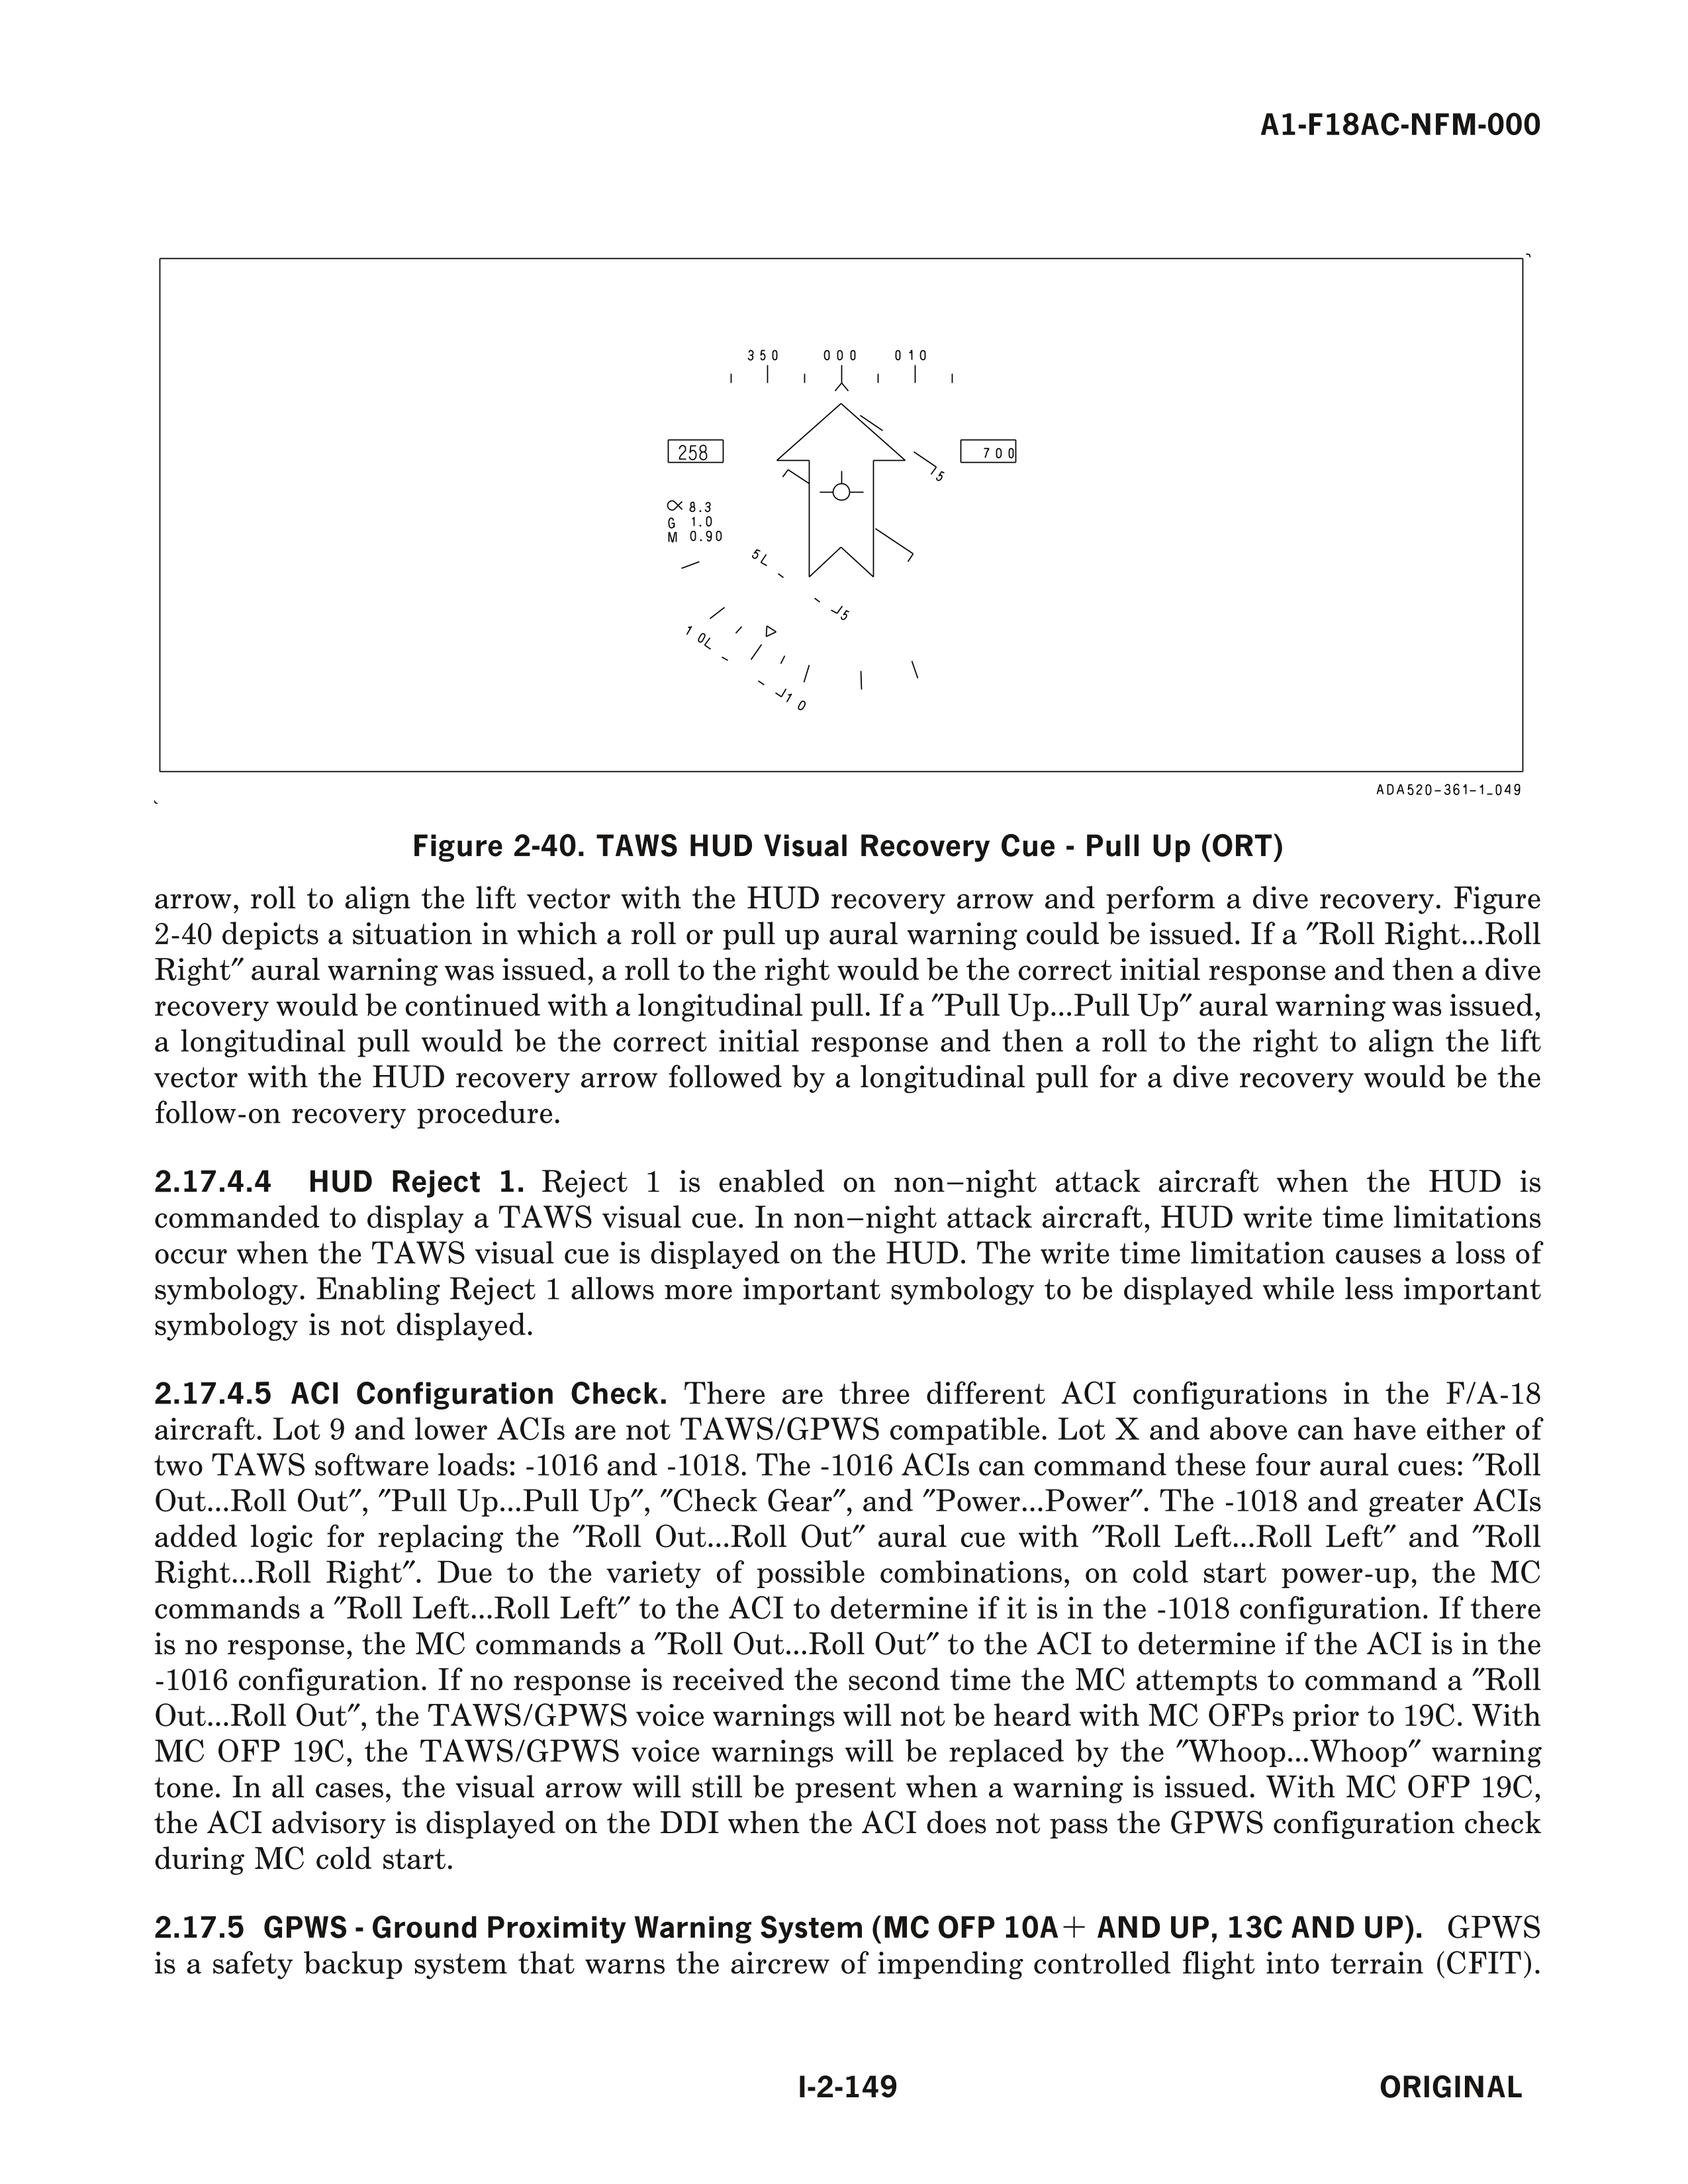 A1-F18AC-NFM-000
350 000 010
258
700
5
∝ 8.3
G 1.0
M 0.90
5
5
10
10
ADA520-361-1_049
Figure 2-40. TAWS HUD Visual Recovery Cue - Pull Up (ORT)
arrow, roll to align the lift vector with the HUD recovery arrow and perform a dive recovery. Figure
2-40 depicts a situation in which a roll or pull up aural warning could be issued. If a ″Roll Right...Roll
Right″ aural warning was issued, a roll to the right would be the correct initial response and then a dive
recovery would be continued with a longitudinal pull. If a ″Pull Up...Pull Up″ aural warning was issued,
a longitudinal pull would be the correct initial response and then a roll to the right to align the lift
vector with the HUD recovery arrow followed by a longitudinal pull for a dive recovery would be the
follow-on recovery procedure.
2.17.4.4 HUD Reject 1. Reject 1 is enabled on non−night attack aircraft when the HUD is
commanded to display a TAWS visual cue. In non−night attack aircraft, HUD write time limitations
occur when the TAWS visual cue is displayed on the HUD. The write time limitation causes a loss of
symbology. Enabling Reject 1 allows more important symbology to be displayed while less important
symbology is not displayed.
2.17.4.5 ACI Configuration Check. There are three different ACI configurations in the F/A-18
aircraft. Lot 9 and lower ACIs are not TAWS/GPWS compatible. Lot X and above can have either of
two TAWS software loads: -1016 and -1018. The -1016 ACIs can command these four aural cues: ″Roll
Out...Roll Out″, ″Pull Up...Pull Up″, ″Check Gear″, and ″Power...Power″. The -1018 and greater ACIs
added logic for replacing the ″Roll Out...Roll Out″ aural cue with ″Roll Left...Roll Left″ and ″Roll
Right...Roll Right″. Due to the variety of possible combinations, on cold start power-up, the MC
commands a ″Roll Left...Roll Left″ to the ACI to determine if it is in the -1018 configuration. If there
is no response, the MC commands a ″Roll Out...Roll Out″ to the ACI to determine if the ACI is in the
-1016 configuration. If no response is received the second time the MC attempts to command a ″Roll
Out...Roll Out″, the TAWS/GPWS voice warnings will not be heard with MC OFPs prior to 19C. With
MC OFP 19C, the TAWS/GPWS voice warnings will be replaced by the ″Whoop...Whoop″ warning
tone. In all cases, the visual arrow will still be present when a warning is issued. With MC OFP 19C,
the ACI advisory is displayed on the DDI when the ACI does not pass the GPWS configuration check
during MC cold start.
2.17.5 GPWS - Ground Proximity Warning System (MC OFP 10A+ AND UP, 13C AND UP). GPWS
is a safety backup system that warns the aircrew of impending controlled flight into terrain (CFIT).
I-2-149
ORIGINAL